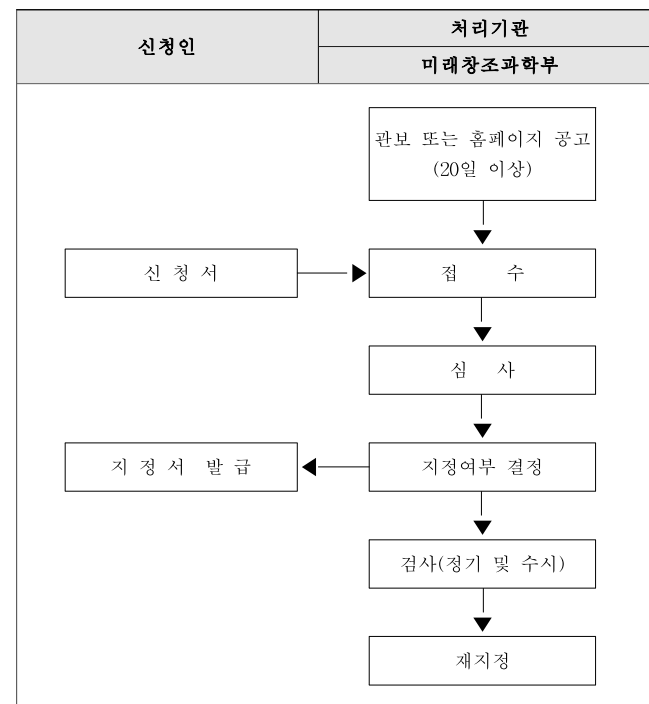 신청인
처리기관
미래창조과학부
관보 또는 홈페이지 공고
(20일 이상)
신 청 서
접 수
심 사
지 정 서 발 급
지정여부 결정
검사(정기 및 수시)
재지정